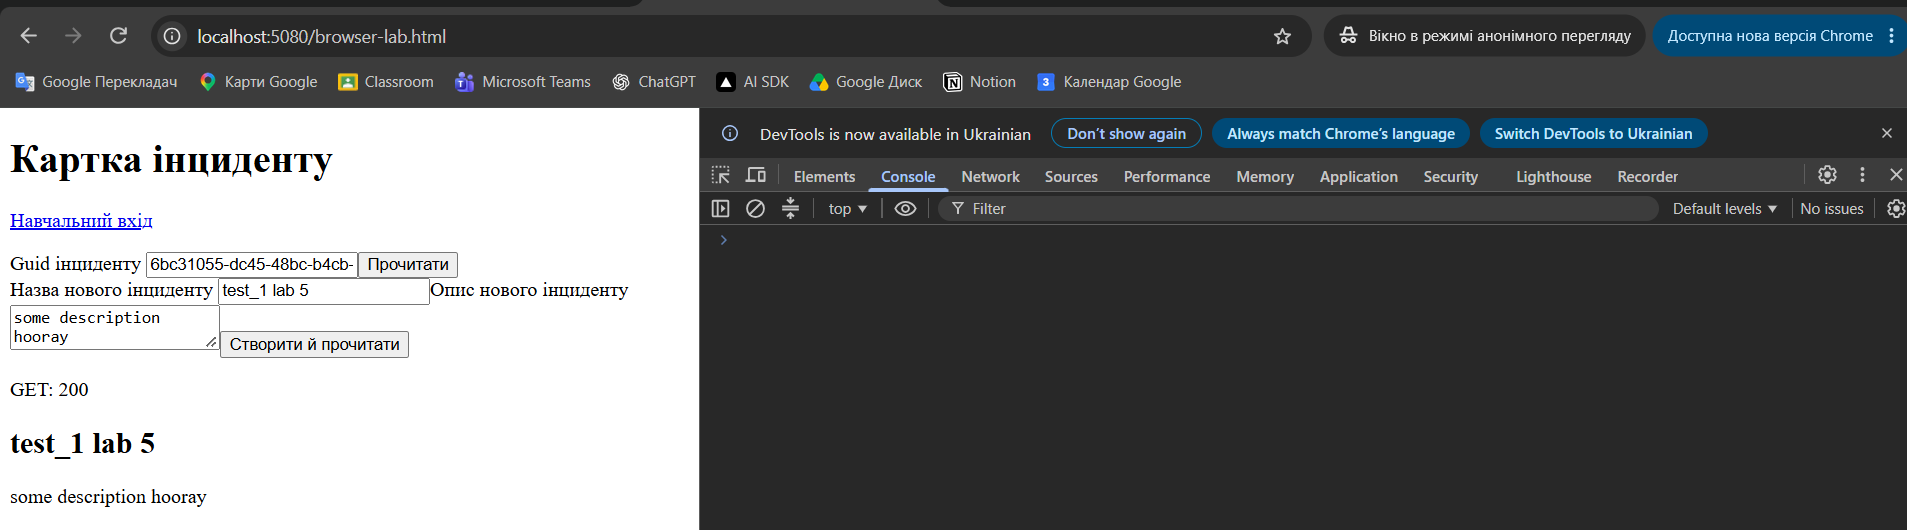 localhost:5080/browser-lab.html
Вікно в режимі анонімного перегляду
Доступна нова версія Chrome
Google Перекладач
Карти Google
Classroom
Microsoft Teams
ChatGPT
AI SDK
Google Диск
Notion
3 Календар Google
DevTools is now available in Ukrainian
Don't show again
Always match Chrome's language
Switch DevTools to Ukrainian
Elements Console Network Sources Performance Memory Application Security Lighthouse Recorder
top Filter Default levels No issues
Картка інциденту
Навчальний вхід
Guid інциденту 6bc31055-dc45-48bc-b4cb- Прочитати
Назва нового інциденту test_1 lab 5 Опис нового інциденту
some description
hooray
Створити й прочитати
GET: 200
test_1 lab 5
some description hooray